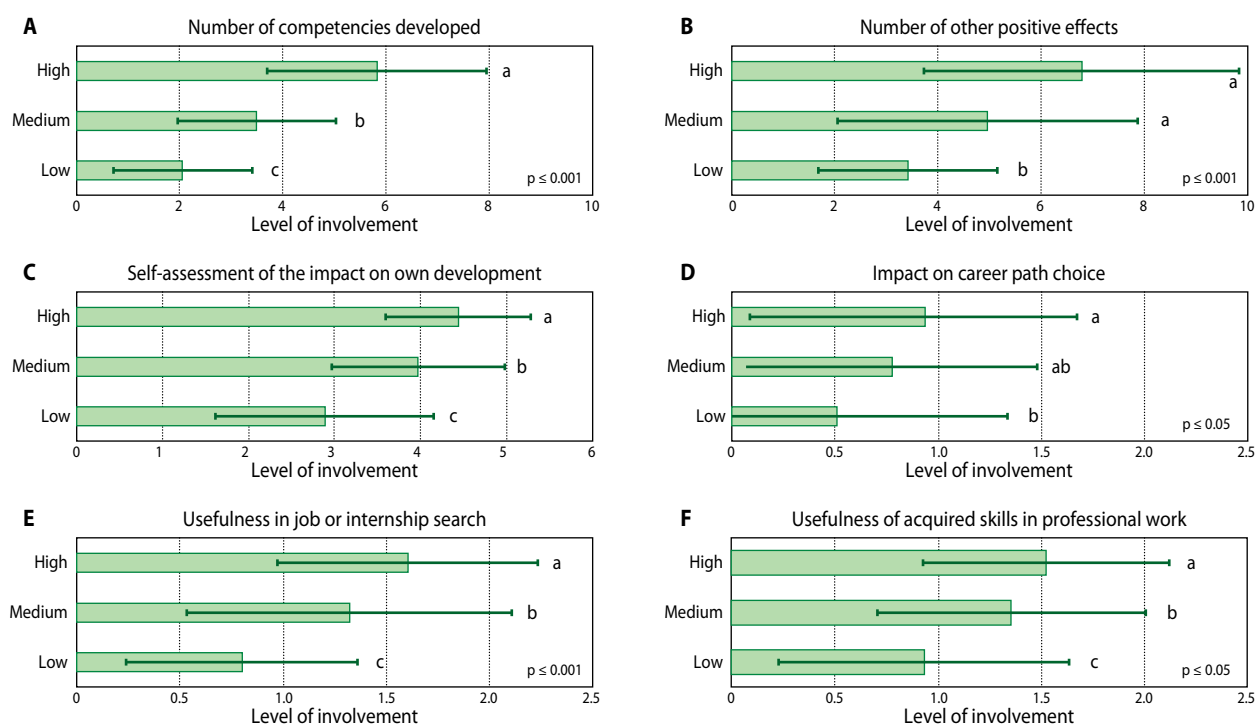 A Number of competencies developed
High a
Medium b
Low c
p ≤ 0.001
0 2 4 6 8 10
Level of involvement
B Number of other positive effects
High a
Medium a
Low b
p ≤ 0.001
0 2 4 6 8 10
Level of involvement
C Self-assessment of the impact on own development
High a
Medium b
Low c
0 1 2 3 4 5 6
Level of involvement
D Impact on career path choice
High a
Medium ab
Low b
p ≤ 0.05
0 0.5 1.0 1.5 2.0 2.5
Level of involvement
E Usefulness in job or internship search
High a
Medium b
Low c
p ≤ 0.001
0 0.5 1.0 1.5 2.0 2.5
Level of involvement
F Usefulness of acquired skills in professional work
High a
Medium b
Low c
p ≤ 0.05
0 0.5 1.0 1.5 2.0 2.5
Level of involvement